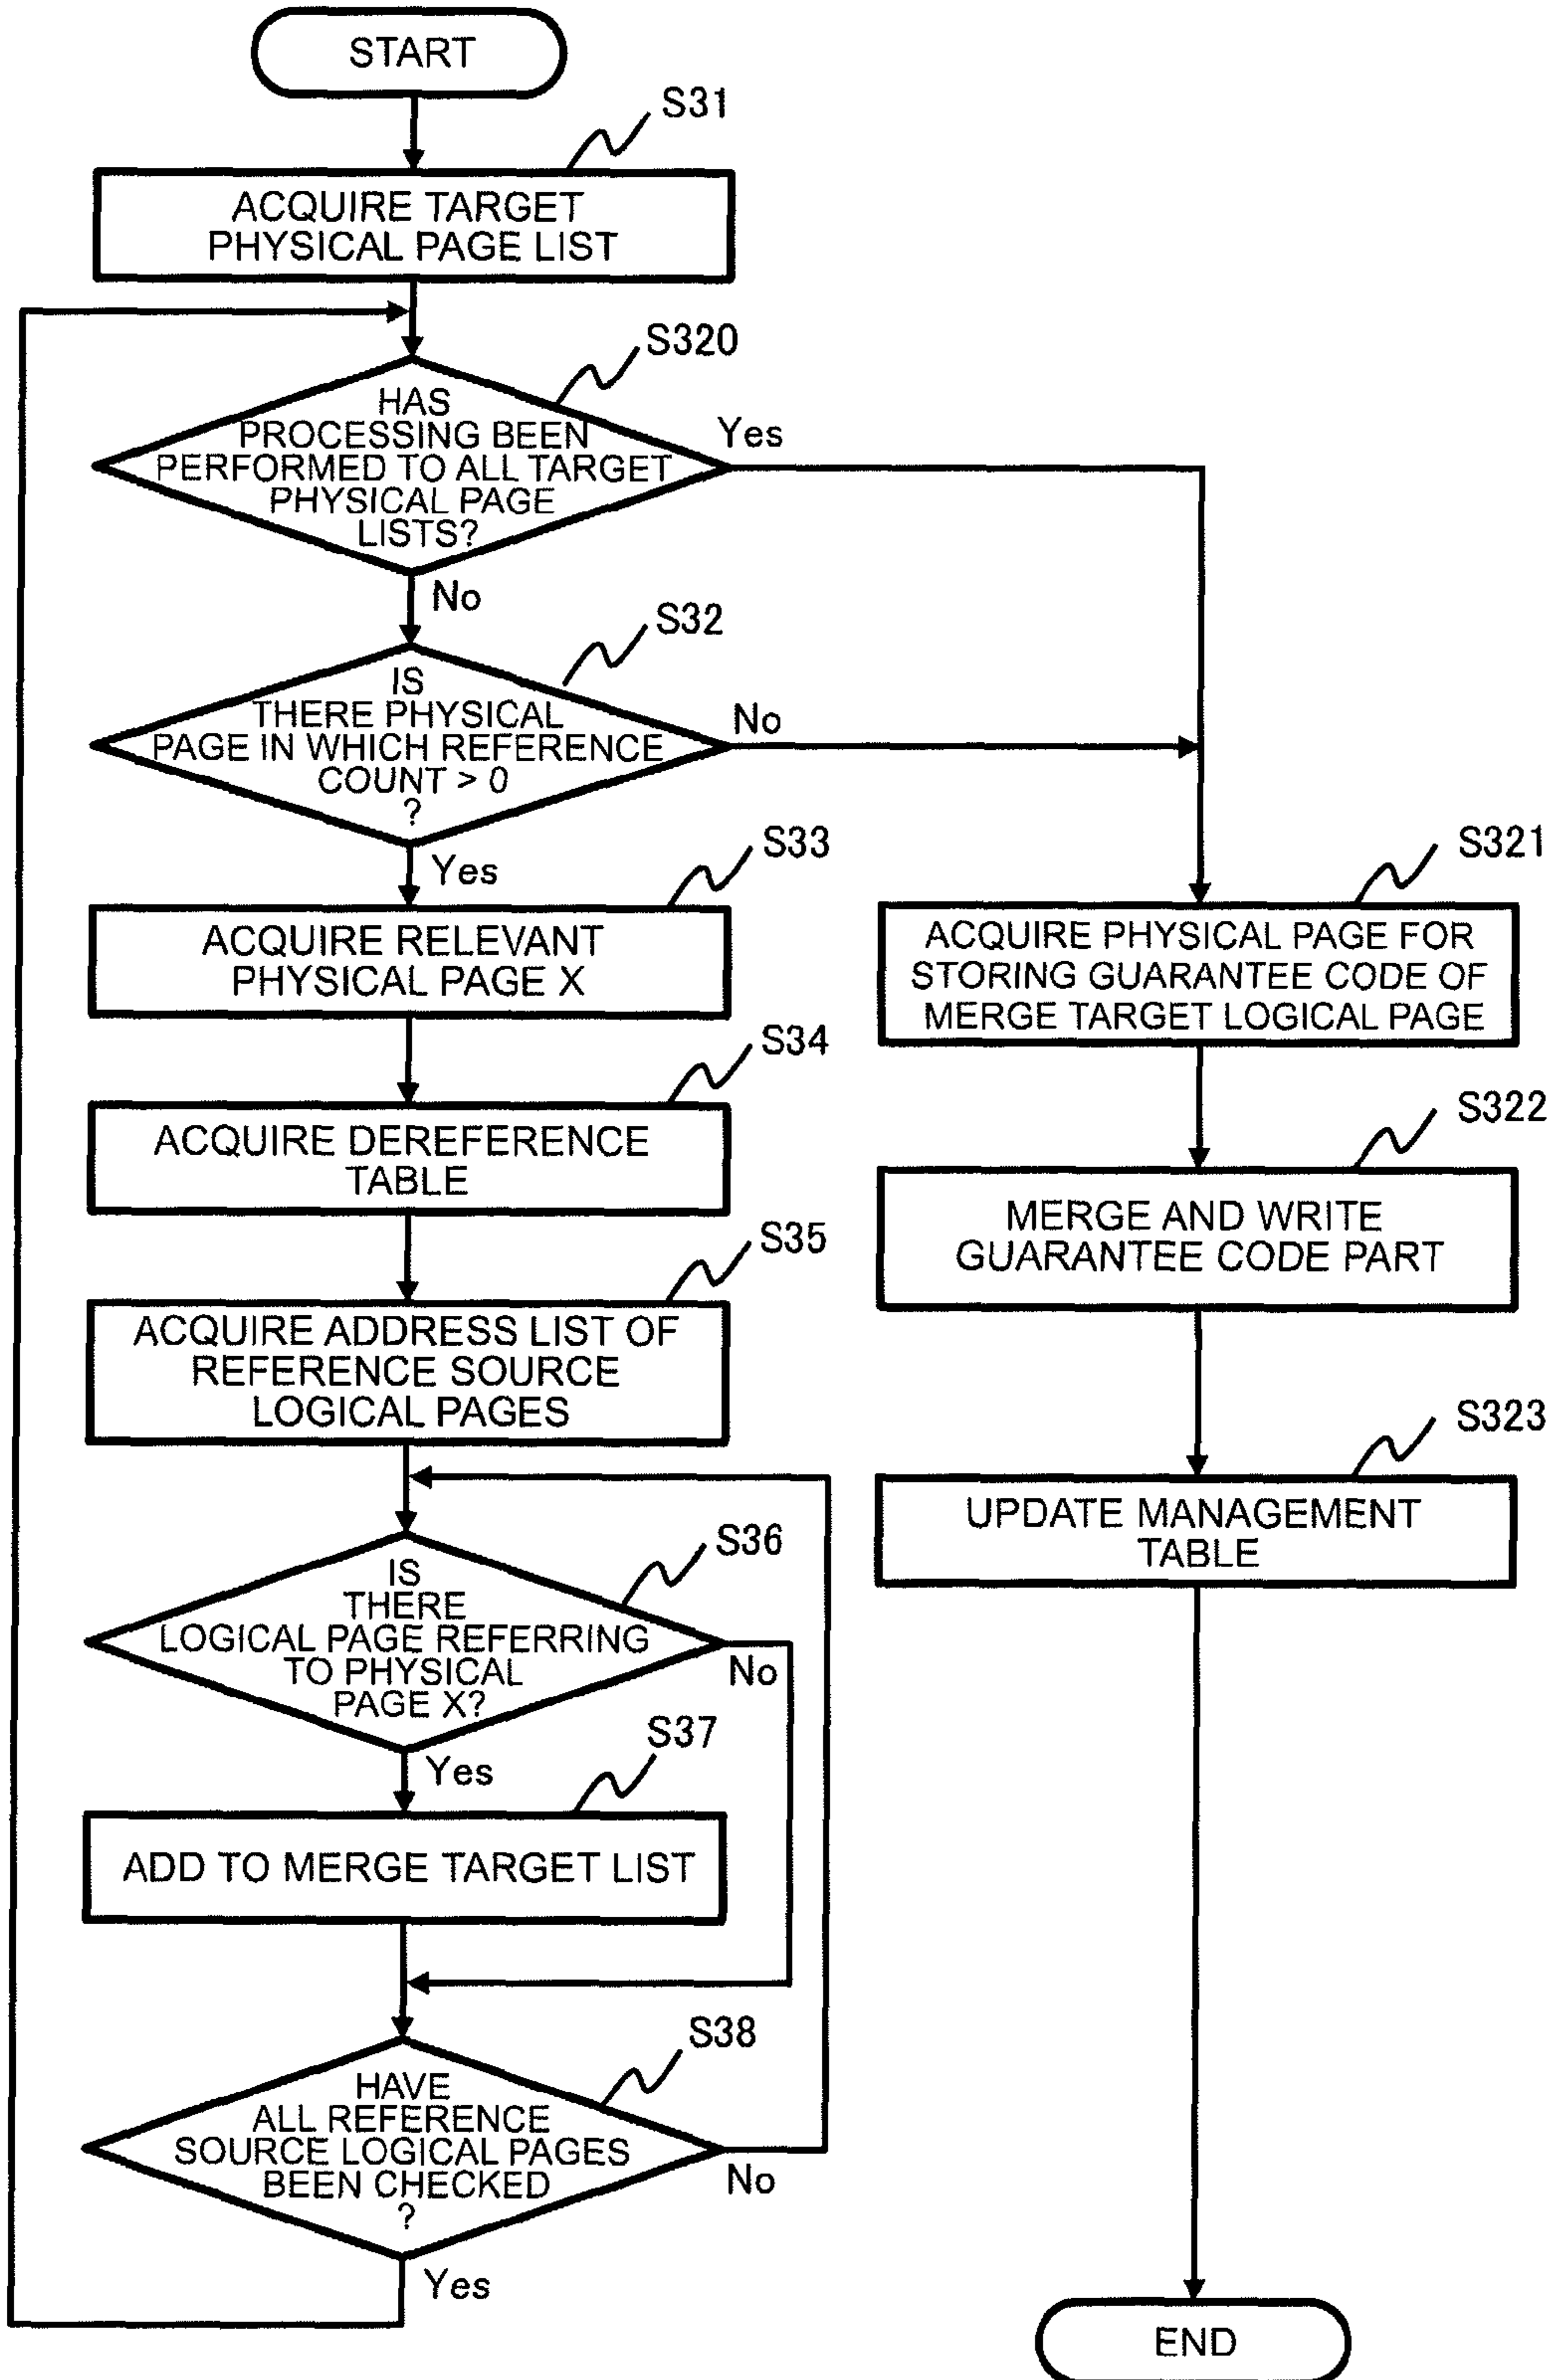 START
S31
ACQUIRE TARGET
PHYSICAL PAGE LIST
S320
HAS
PROCESSING BEEN
PERFORMED TO ALL TARGET
PHYSICAL PAGE
LISTS?
Yes
No
S32
IS
THERE PHYSICAL
PAGE IN WHICH REFERENCE
COUNT > 0
?
No
Yes
S33
ACQUIRE RELEVANT
PHYSICAL PAGE X
S34
ACQUIRE DEREFERENCE
TABLE
S35
ACQUIRE ADDRESS LIST OF
REFERENCE SOURCE
LOGICAL PAGES
S36
IS
THERE
LOGICAL PAGE REFERRING
TO PHYSICAL
PAGE X?
No
Yes
S37
ADD TO MERGE TARGET LIST
S38
HAVE
ALL REFERENCE
SOURCE LOGICAL PAGES
BEEN CHECKED
?
No
Yes
S321
ACQUIRE PHYSICAL PAGE FOR
STORING GUARANTEE CODE OF
MERGE TARGET LOGICAL PAGE
S322
MERGE AND WRITE
GUARANTEE CODE PART
S323
UPDATE MANAGEMENT
TABLE
END